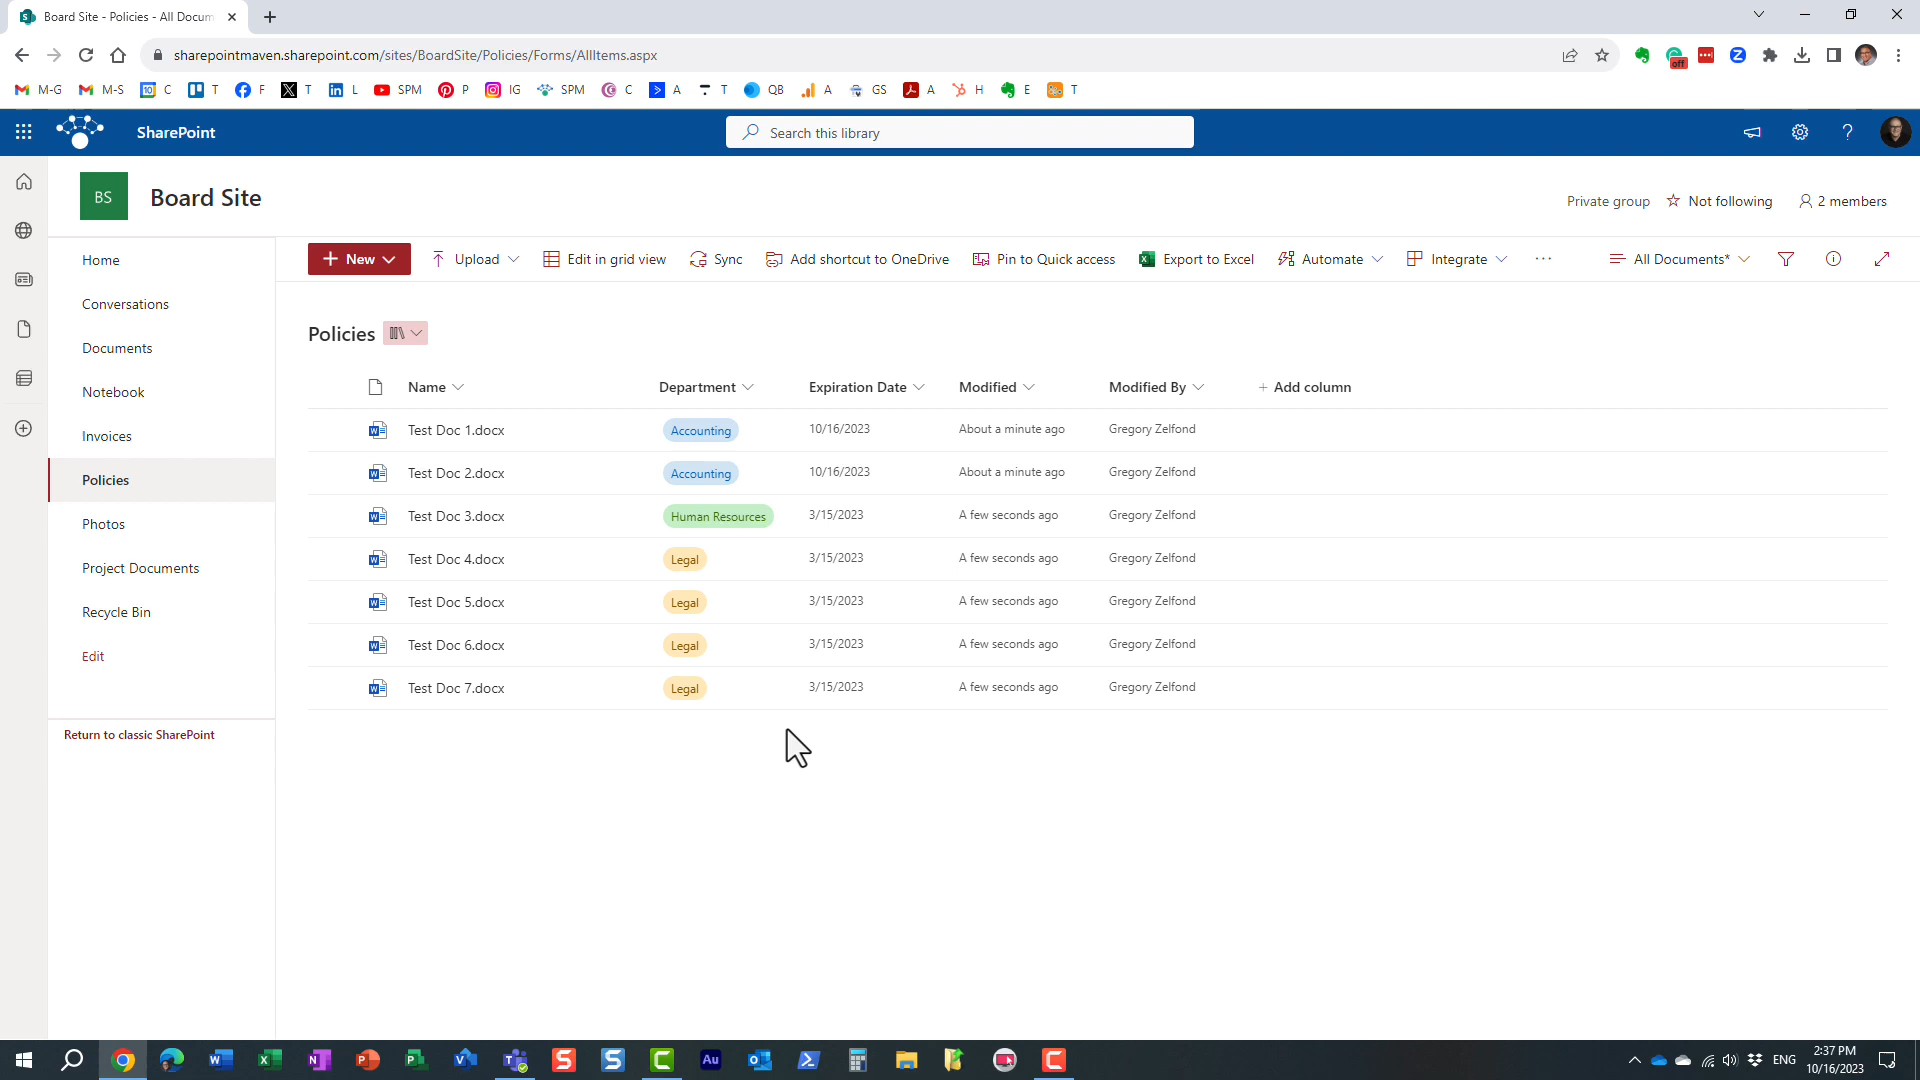 Board Site - Policies - All Docum
sharepointmaven.sharepoint.com/sites/BoardSite/Policies/Forms/AllItems.aspx
off
M-G M-S 10 C T F T L SPM P IG SPM C A T QB A GS A H E T
SharePoint
Search this library
BS
Board Site
Private group Not following 2 members
Home
Conversations
Documents
Notebook
Invoices
Policies
Photos
Project Documents
Recycle Bin
Edit
Return to classic SharePoint
New Upload Edit in grid view Sync Add shortcut to OneDrive Pin to Quick access Export to Excel Automate Integrate ... All Documents*
Policies
Name Department Expiration Date Modified Modified By + Add column
Test Doc 1.docx Accounting 10/16/2023 About a minute ago Gregory Zelfond
Test Doc 2.docx Accounting 10/16/2023 About a minute ago Gregory Zelfond
Test Doc 3.docx Human Resources 3/15/2023 A few seconds ago Gregory Zelfond
Test Doc 4.docx Legal 3/15/2023 A few seconds ago Gregory Zelfond
Test Doc 5.docx Legal 3/15/2023 A few seconds ago Gregory Zelfond
Test Doc 6.docx Legal 3/15/2023 A few seconds ago Gregory Zelfond
Test Doc 7.docx Legal 3/15/2023 A few seconds ago Gregory Zelfond
Au
ENG
2:37 PM
10/16/2023